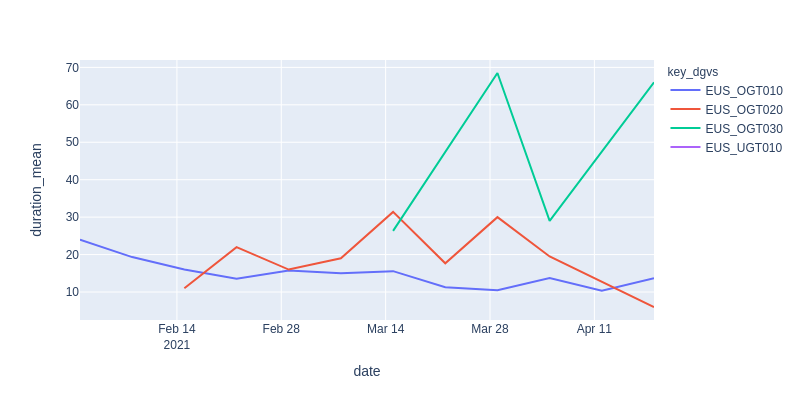 key_dgvs
EUS_OGT010
EUS_OGT020
EUS_OGT030
EUS_UGT010
duration_mean
70
60
50
40
30
20
10
Feb 14
2021
Feb 28
Mar 14
Mar 28
Apr 11
date